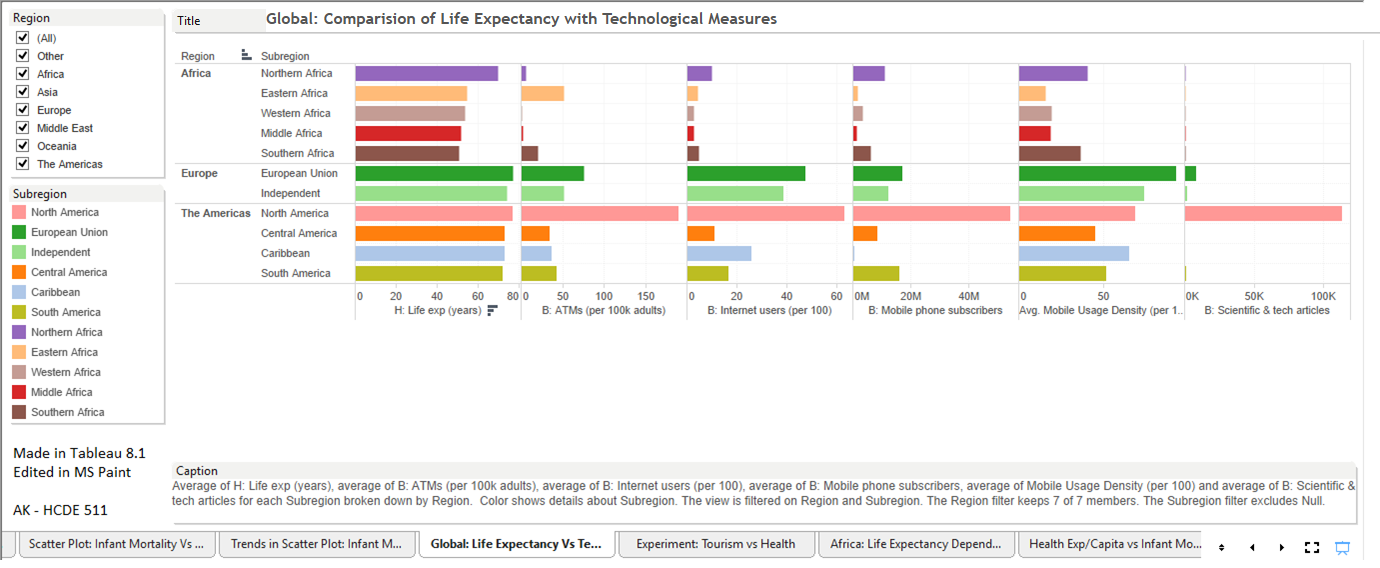 Region
(All)
Other
Africa
Asia
Europe
Middle East
Oceania
The Americas
Subregion
North America
European Union
Independent
Central America
Caribbean
South America
Northern Africa
Eastern Africa
Western Africa
Middle Africa
Southern Africa
Made in Tableau 8.1
Edited in MS Paint
AK - HCDE 511
Title
Global: Comparision of Life Expectancy with Technological Measures
Region Subregion
Africa Northern Africa
Eastern Africa
Western Africa
Middle Africa
Southern Africa
Europe European Union
Independent
The Americas North America
Central America
Caribbean
South America
0 20 40 60 80 0 50 100 150 0 20 40 60 0M 20M 40M 0 50 0K 50K 100K
H: Life exp (years) B: ATMs (per 100k adults) B: Internet users (per 100) B: Mobile phone subscribers Avg. Mobile Usage Density (per 1.. B: Scientific & tech articles
Caption
Average of H: Life exp (years), average of B: ATMs (per 100k adults), average of B: Internet users (per 100), average of B: Mobile phone subscribers, average of Mobile Usage Density (per 100) and average of B: Scientific &
tech articles for each Subregion broken down by Region. Color shows details about Subregion. The view is filtered on Region and Subregion. The Region filter keeps 7 of 7 members. The Subregion filter excludes Null.
Scatter Plot: Infant Mortality Vs ... Trends in Scatter Plot: Infant M... Global: Life Expectancy Vs Te... Experiment: Tourism vs Health Africa: Life Expectancy Depend... Health Exp/Capita vs Infant Mo...